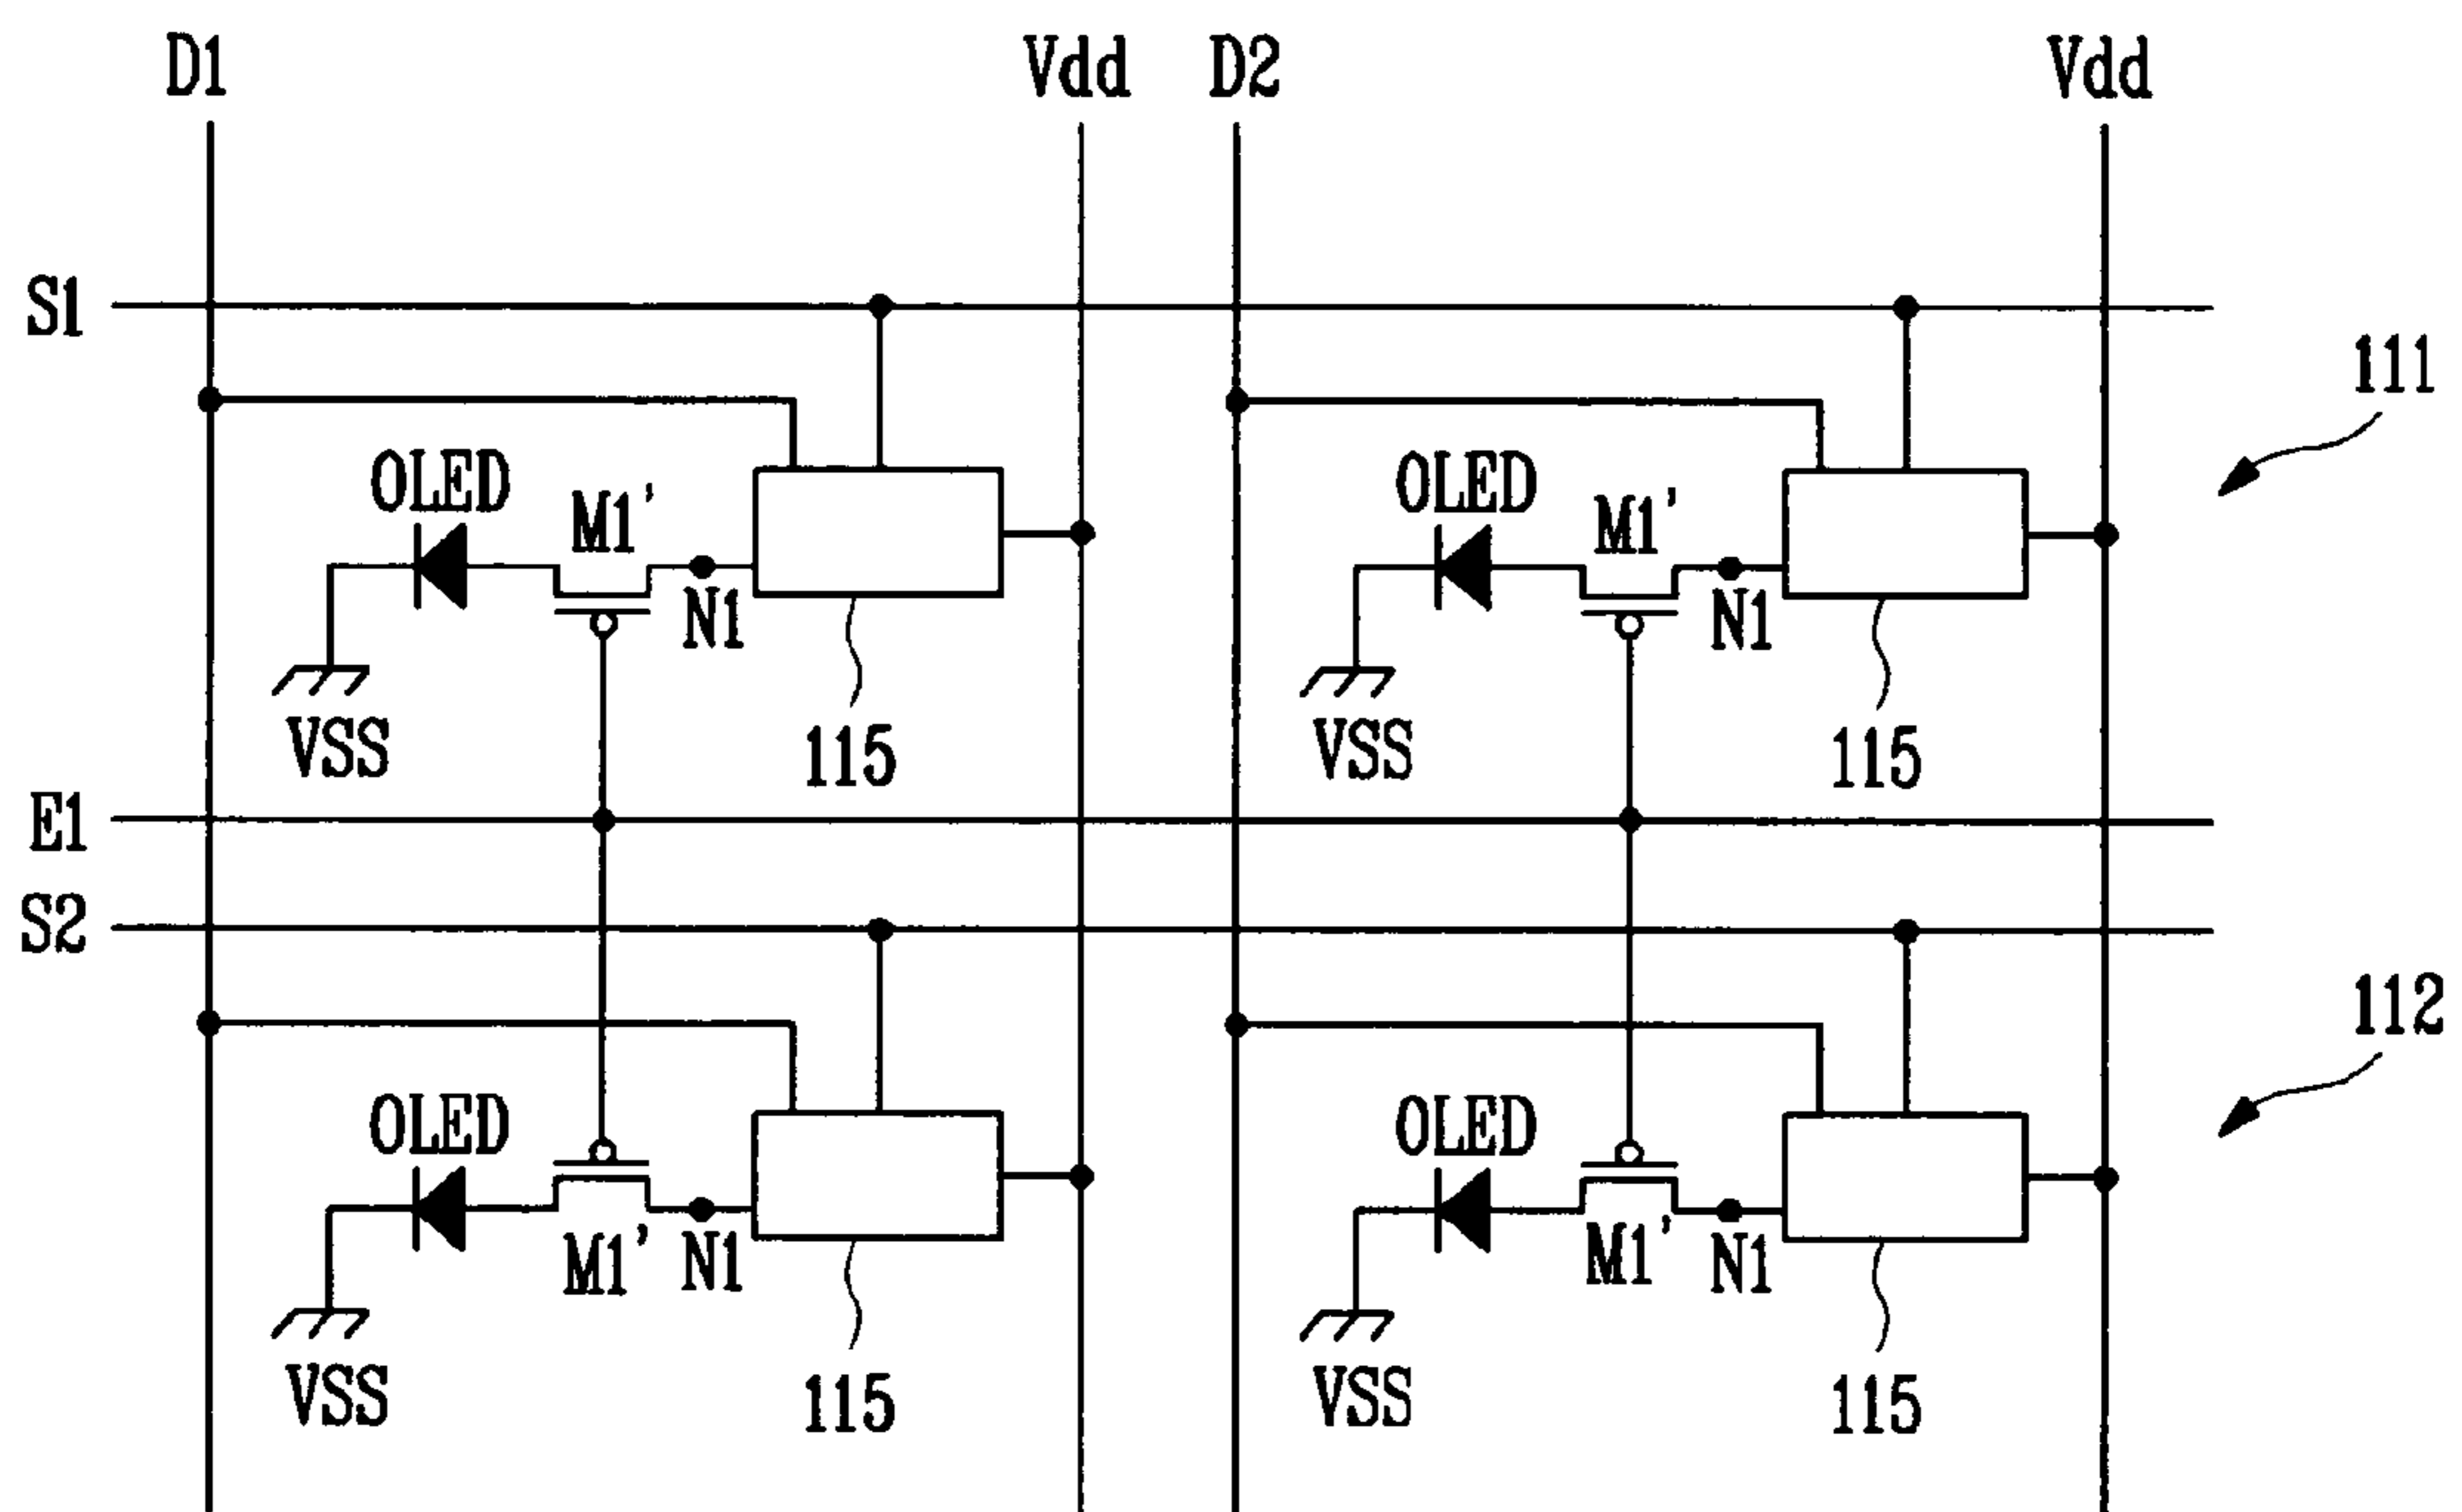 D1 Vdd D2 Vdd
S1
111
OLED M1' OLED M1'
N1 N1
VSS 115 VSS 115
E1
S2
112
OLED OLED
M1' N1 M1' N1
VSS 115 VSS 115